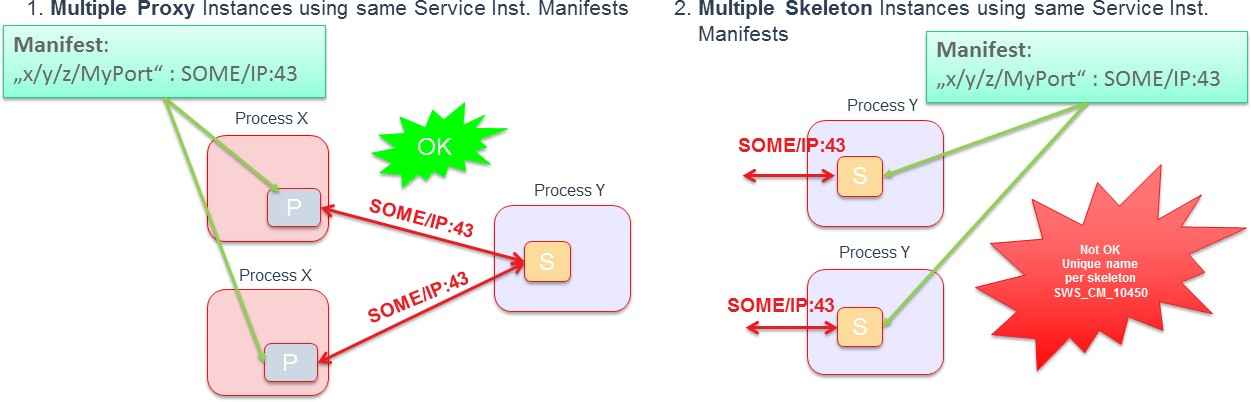 1. Multiple Proxy Instances using same Service Inst. Manifests
Manifest:
„x/y/z/MyPort“ : SOME/IP:43
Process X
OK
P
SOME/IP:43
Process Y
S
Process X
SOME/IP:43
P
2. Multiple Skeleton Instances using same Service Inst.
Manifests
Manifest:
„x/y/z/MyPort“ : SOME/IP:43
Process Y
SOME/IP:43
S
Process Y
SOME/IP:43
S
Not OK
Unique name
per skeleton
SWS_CM_10450